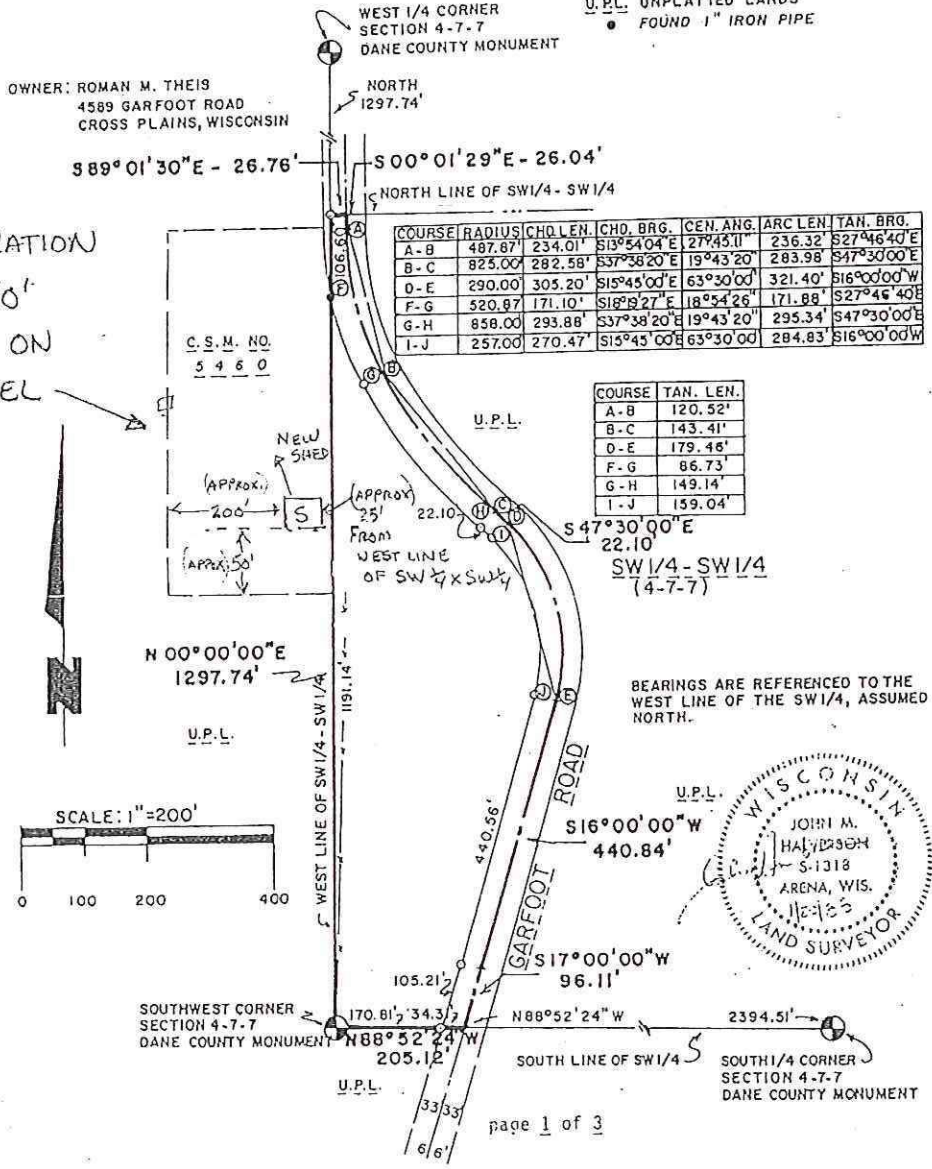 WEST 1/4 CORNER
SECTION 4-7-7
DANE COUNTY MONUMENT
U.P.L. UNPLATTED LANDS
● FOUND 1" IRON PIPE
OWNER: ROMAN M. THEIS
4589 GARFOOT ROAD
CROSS PLAINS, WISCONSIN
NORTH
1297.74'
S 89° 01' 30" E - 26.76'
S 00° 01' 29" E - 26.04'
NORTH LINE OF SW1/4 - SW1/4
COURSE RADIUS CHD. LEN. CHD. BRG. CEN. ANG. ARC LEN. TAN. BRG.
A-B 487.87' 234.01' S13°54'04"E 27°45'11" 236.32' S27°46'40"E
B-C 825.00' 282.58' S37°38'20"E 19°43'20" 283.98' S47°30'00"E
D-E 290.00' 305.20' S15°45'00"E 63°30'00" 321.40' S16°00'00"W
F-G 520.87' 171.10' S18°19'27"E 18°54'26" 171.88' S27°46'40"E
G-H 858.00' 293.88' S37°38'20"E 19°43'20" 295.34' S47°30'00"E
I-J 257.00' 270.47' S15°45'00"E 63°30'00" 284.83' S16°00'00"W
A
106.60
F
ON
C.S.M. NO.
5 4 6 0
G
B
U.P.L.
COURSE TAN. LEN.
A-B 120.52'
B-C 143.41'
D-E 179.46'
F-G 86.73'
G-H 149.14'
I-J 159.04'
NEW
SHED
(APPROX.)
200'
S
(APPROX)
25'
FROM
WEST LINE
OF SW 1/4 x SW 1/4
(APPRX) 50'
22.10
H
C
D
I
S 47° 30' 00" E
22.10'
SW 1/4 - SW 1/4
(4-7-7)
N 00° 00' 00" E
1297.74'
1191.14'
WEST LINE OF SW1/4 - SW1/4
J
E
BEARINGS ARE REFERENCED TO THE
WEST LINE OF THE SW1/4, ASSUMED
NORTH.
N
U.P.L.
SCALE: 1" = 200'
0 100 200 400
440.56'
GARFOOT ROAD
S16° 00' 00" W
440.84'
U.P.L.
WISCONSIN
JOHN M.
HALVERSON
S-1318
ARENA, WIS.
LAND SURVEYOR
S17° 00' 00" W
96.11'
105.21'
SOUTHWEST CORNER
SECTION 4-7-7
DANE COUNTY MONUMENT
170.81' 34.31'
N88° 52' 24" W
205.12'
N88° 52' 24" W
2394.51'
SOUTH LINE OF SW1/4
SOUTH 1/4 CORNER
SECTION 4-7-7
DANE COUNTY MONUMENT
U.P.L.
33 33
66'
page 1 of 3